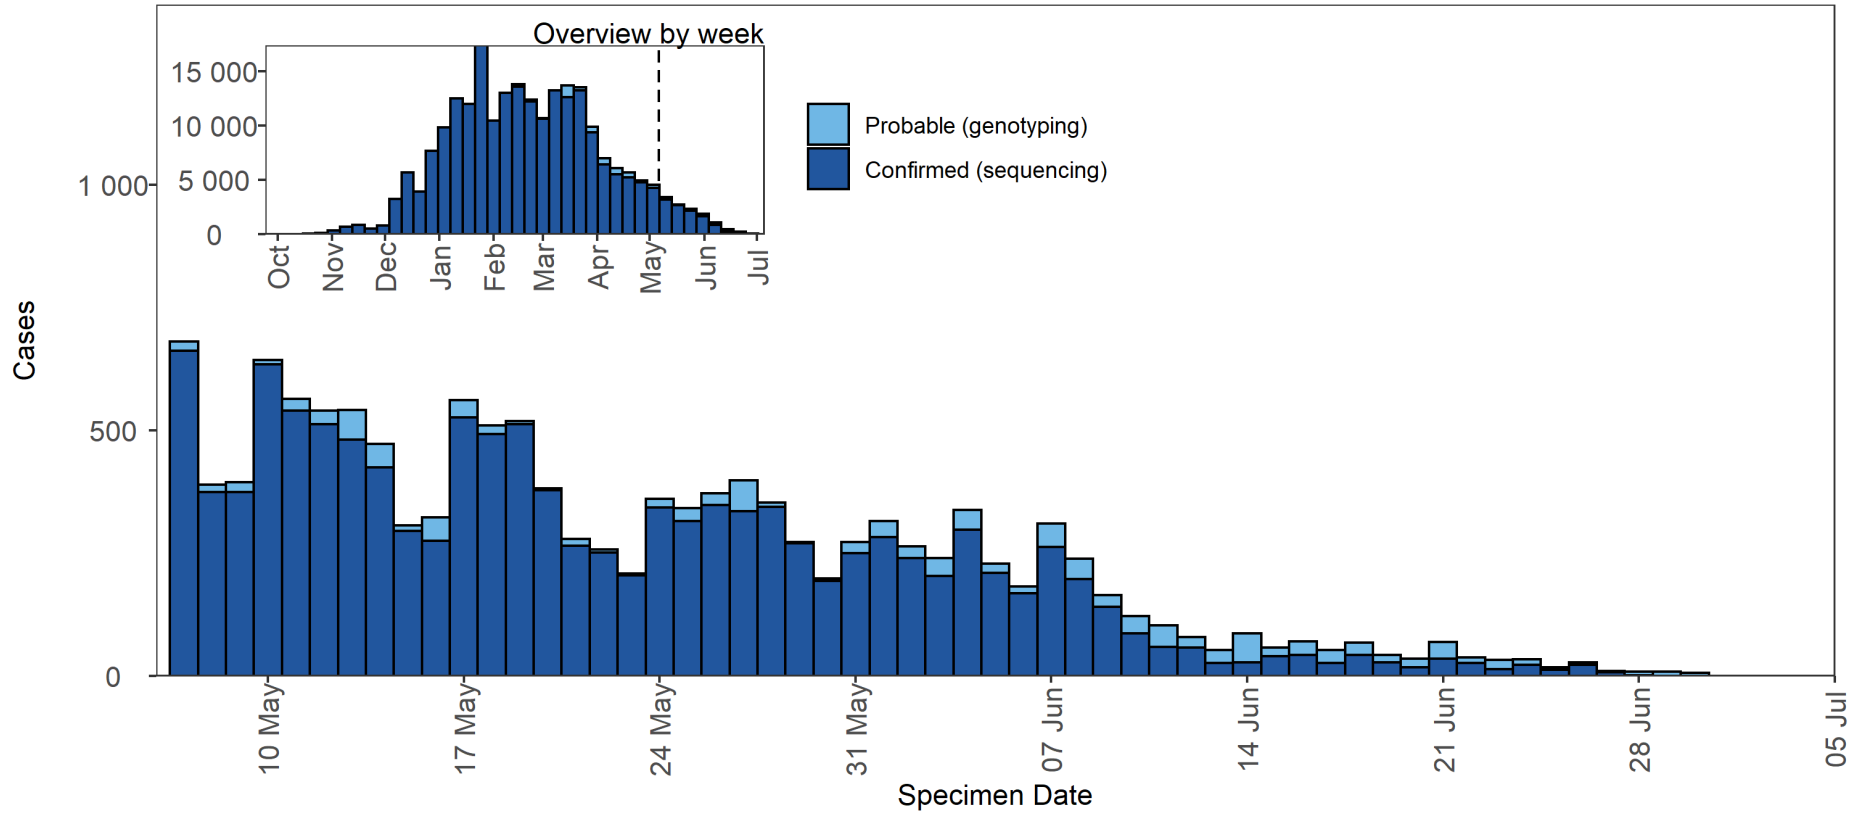 Overview by week
15 000
10 000
5 000
0
Oct
Nov
Dec
Jan
Feb
Mar
Apr
May
Jun
Jul
Probable (genotyping)
Confirmed (sequencing)
Cases
1 000
500
0
10 May
17 May
24 May
31 May
07 Jun
14 Jun
21 Jun
28 Jun
05 Jul
Specimen Date